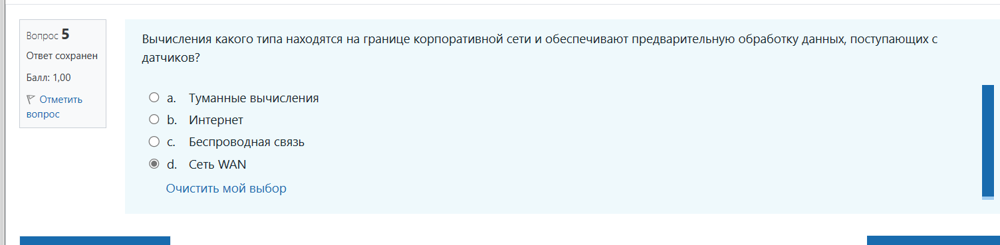 Вопрос 5
Ответ сохранен
Балл: 1,00
Отметить
вопрос
Вычисления какого типа находятся на границе корпоративной сети и обеспечивают предварительную обработку данных, поступающих с
датчиков?
a. Туманные вычисления
b. Интернет
c. Беспроводная связь
d. Сеть WAN
Очистить мой выбор